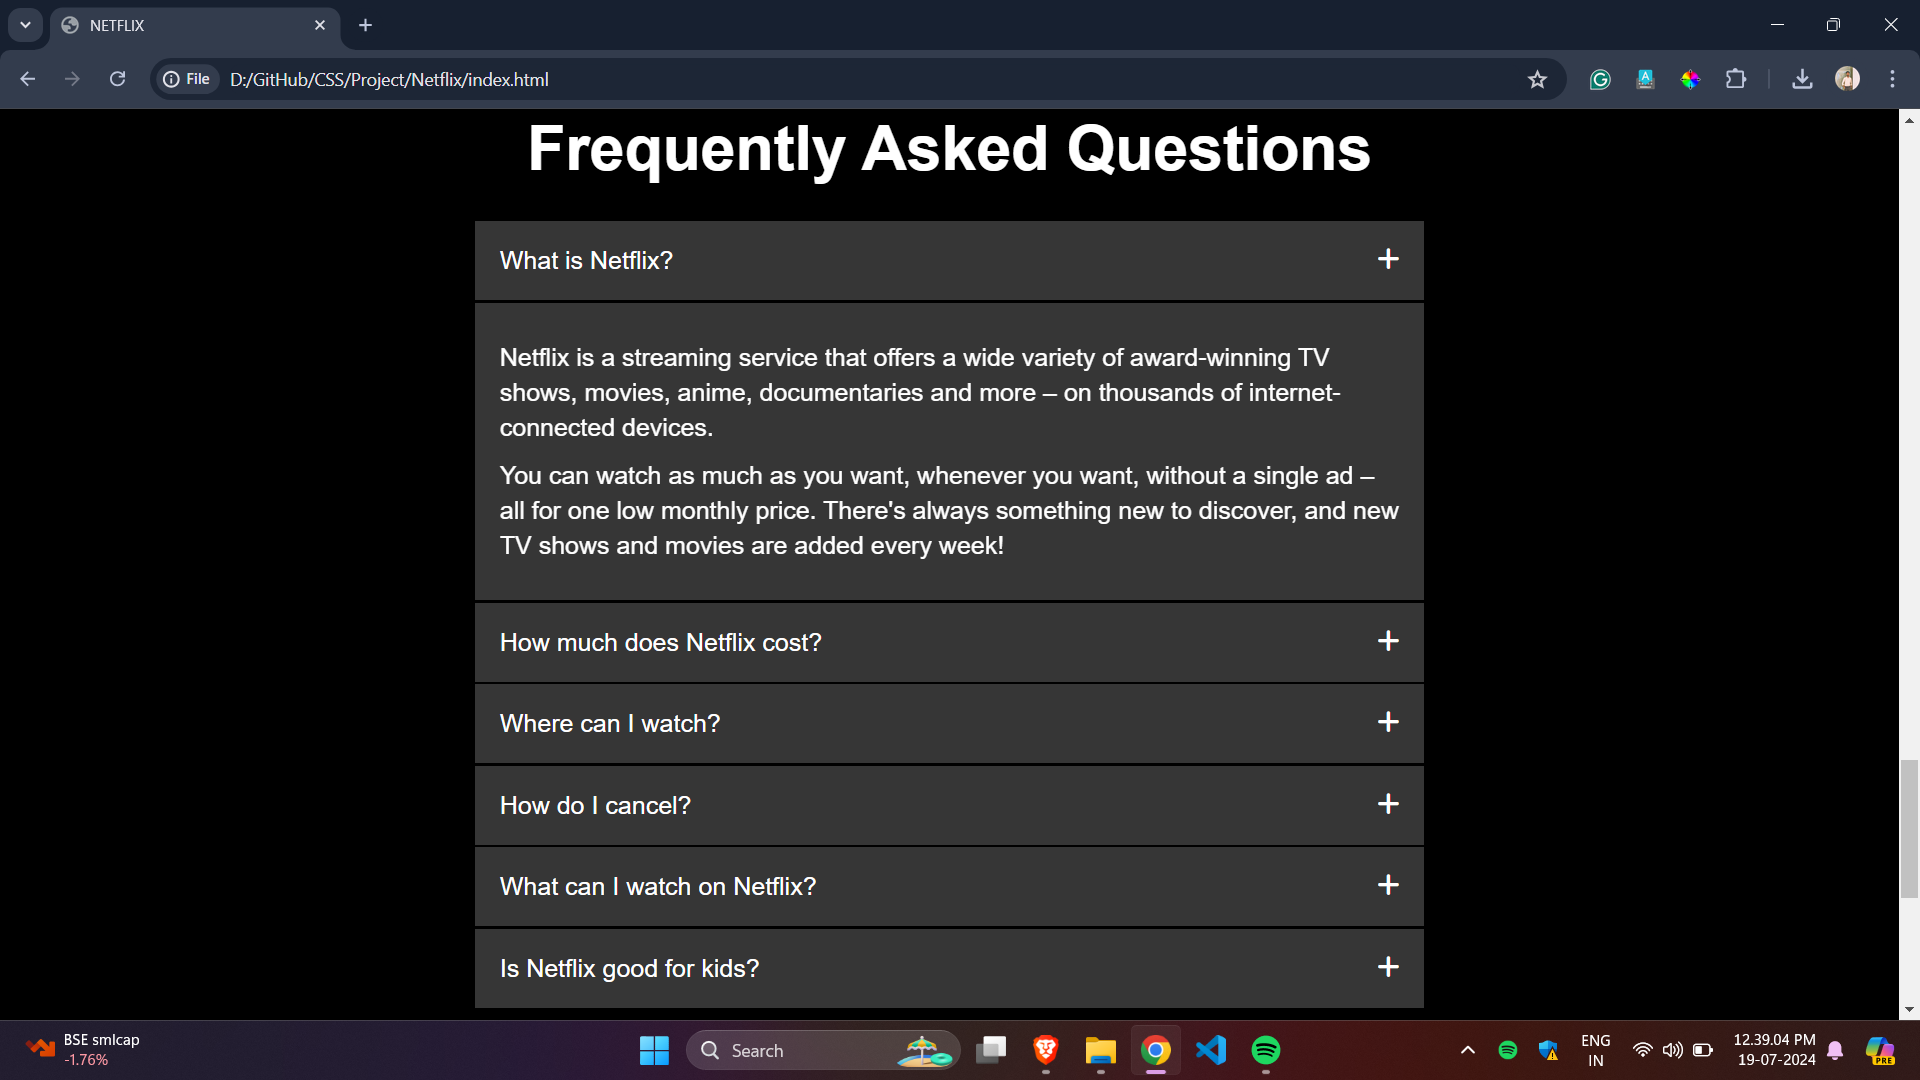 NETFLIX
File
D:/GitHub/CSS/Project/Netflix/index.html
Frequently Asked Questions
What is Netflix?
Netflix is a streaming service that offers a wide variety of award-winning TV
shows, movies, anime, documentaries and more – on thousands of internet-
connected devices.
You can watch as much as you want, whenever you want, without a single ad –
all for one low monthly price. There's always something new to discover, and new
TV shows and movies are added every week!
How much does Netflix cost?
Where can I watch?
How do I cancel?
What can I watch on Netflix?
Is Netflix good for kids?
BSE smlcap
-1.76%
Search
ENG
IN
12.39.04 PM
19-07-2024
PRE